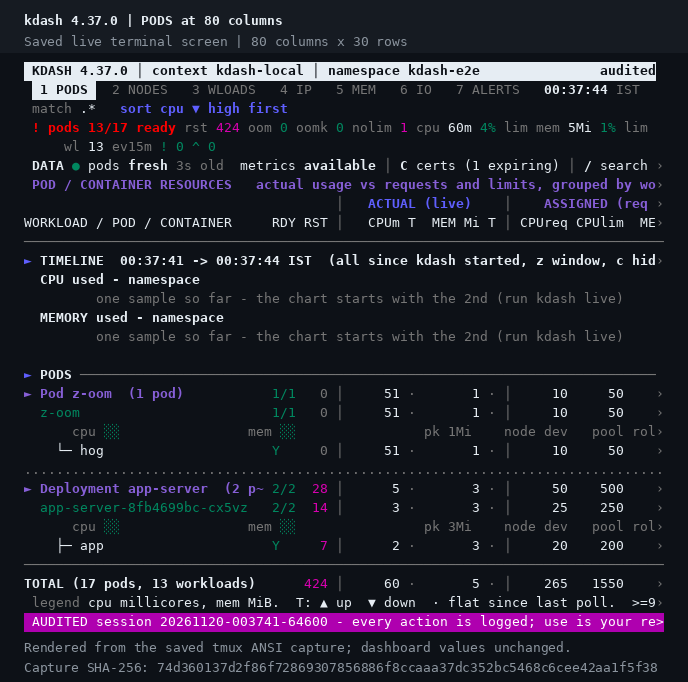 kdash 4.37.0 | PODS at 80 columns
Saved live terminal screen | 80 columns x 30 rows
KDASH 4.37.0 │ context kdash-local │ namespace kdash-e2e audited
1 PODS 2 NODES 3 WLOADS 4 IP 5 MEM 6 IO 7 ALERTS 00:37:44 IST
match .* sort cpu ▼ high first
! pods 13/17 ready rst 424 oom 0 oomk 0 nolim 1 cpu 60m 4% lim mem 5Mi 1% lim
wl 13 ev15m ! 0 ^ 0
DATA ● pods fresh 3s old metrics available │ C certs (1 expiring) │ / search ›
POD / CONTAINER RESOURCES actual usage vs requests and limits, grouped by wo›
│ ACTUAL (live) │ ASSIGNED (req ›
WORKLOAD / POD / CONTAINER RDY RST │ CPUm T MEM Mi T │ CPUreq CPUlim ME›
► TIMELINE 00:37:41 -> 00:37:44 IST (all since kdash started, z window, c hid›
CPU used - namespace
one sample so far - the chart starts with the 2nd (run kdash live)
MEMORY used - namespace
one sample so far - the chart starts with the 2nd (run kdash live)
► PODS
► Pod z-oom (1 pod) 1/1 0 │ 51 · 1 · │ 10 50 ›
z-oom 1/1 0 │ 51 · 1 · │ 10 50 ›
cpu ░░ mem ░░ pk 1Mi node dev pool rol›
└─ hog Y 0 │ 51 · 1 · │ 10 50 ›
► Deployment app-server (2 p~ 2/2 28 │ 5 · 3 · │ 50 500 ›
app-server-8fb4699bc-cx5vz 2/2 14 │ 3 · 3 · │ 25 250 ›
cpu ░░ mem ░░ pk 3Mi node dev pool rol›
├─ app Y 7 │ 2 · 3 · │ 20 200 ›
TOTAL (17 pods, 13 workloads) 424 │ 60 · 5 · │ 265 1550 ›
legend cpu millicores, mem MiB. T: ▲ up ▼ down · flat since last poll. >=9›
AUDITED session 20261120-003741-64600 - every action is logged; use is your re>
Rendered from the saved tmux ANSI capture; dashboard values unchanged.
Capture SHA-256: 74d360137d2f86f72869307856886f8ccaaa37dc352bc5468c6cee42aa1f5f38